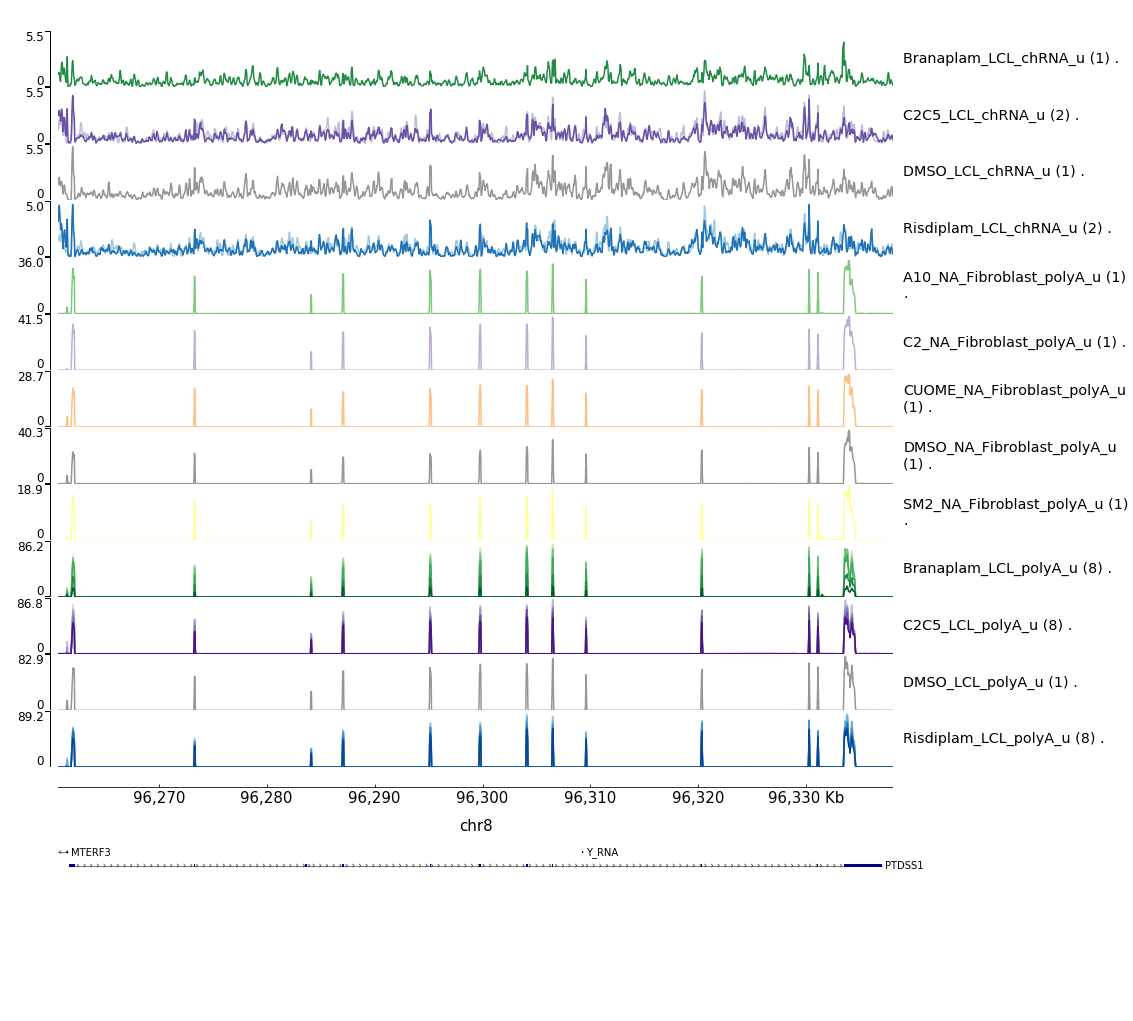 5.5
0
Branaplam_LCL_chRNA_u (1) .
5.5
0
C2C5_LCL_chRNA_u (2) .
5.5
0
DMSO_LCL_chRNA_u (1) .
5.0
0
Risdiplam_LCL_chRNA_u (2) .
36.0
0
A10_NA_Fibroblast_polyA_u (1)
.
41.5
0
C2_NA_Fibroblast_polyA_u (1) .
28.7
0
CUOME_NA_Fibroblast_polyA_u
(1) .
40.3
0
DMSO_NA_Fibroblast_polyA_u
(1) .
18.9
0
SM2_NA_Fibroblast_polyA_u (1)
.
86.2
0
Branaplam_LCL_polyA_u (8) .
86.8
0
C2C5_LCL_polyA_u (8) .
82.9
0
DMSO_LCL_polyA_u (1) .
89.2
0
Risdiplam_LCL_polyA_u (8) .
96,270 96,280 96,290 96,300 96,310 96,320 96,330 Kb
chr8
MTERF3 Y_RNA
PTDSS1